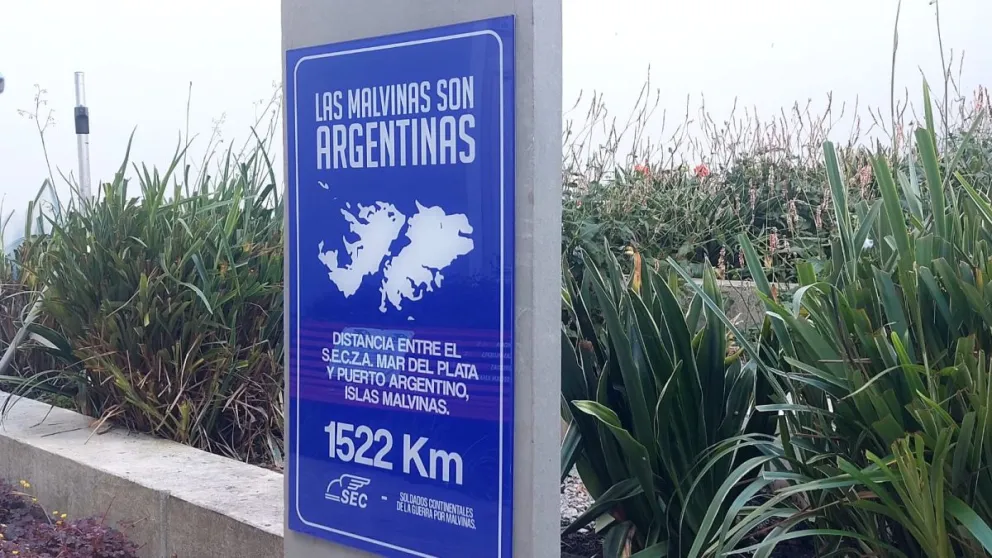 LAS MALVINAS SON
ARGENTINAS
DISTANCIA ENTRE EL
S.E.C.Z.A. MAR DEL PLATA
Y PUERTO ARGENTINO,
ISLAS MALVINAS.
1522 Km
SEC - SOLDADOS CONTINENTALES
DE LA GUERRA POR MALVINAS.